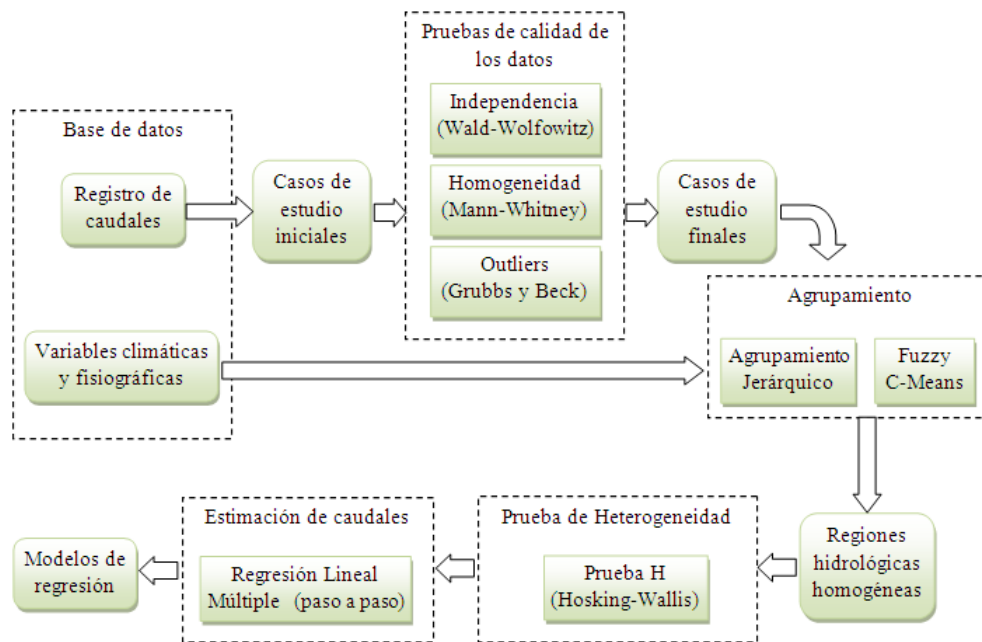 Base de datos
Registro de
caudales
Variables climáticas
y fisiográficas
Casos de
estudio
iniciales
Pruebas de calidad de
los datos
Independencia
(Wald-Wolfowitz)
Homogeneidad
(Mann-Whitney)
Outliers
(Grubbs y Beck)
Casos de
estudio
finales
Agrupamiento
Agrupamiento
Jerárquico
Fuzzy
C-Means
Regiones
hidrológicas
homogéneas
Prueba de Heterogeneidad
Prueba H
(Hosking-Wallis)
Estimación de caudales
Regresión Lineal
Múltiple (paso a paso)
Modelos de
regresión